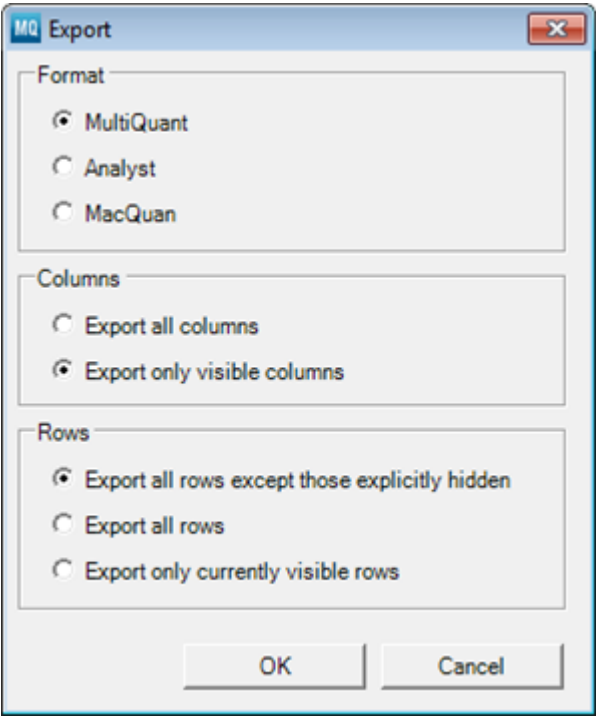 MQ Export
Format
MultiQuant
Analyst
MacQuan
Columns
Export all columns
Export only visible columns
Rows
Export all rows except those explicitly hidden
Export all rows
Export only currently visible rows
OK Cancel